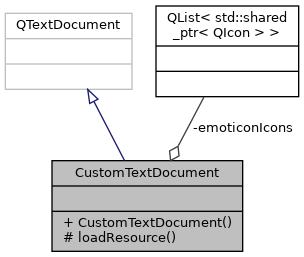 QTextDocument
QList< std::shared
_ptr< QIcon > >
-emoticonIcons
CustomTextDocument
+ CustomTextDocument()
# loadResource()